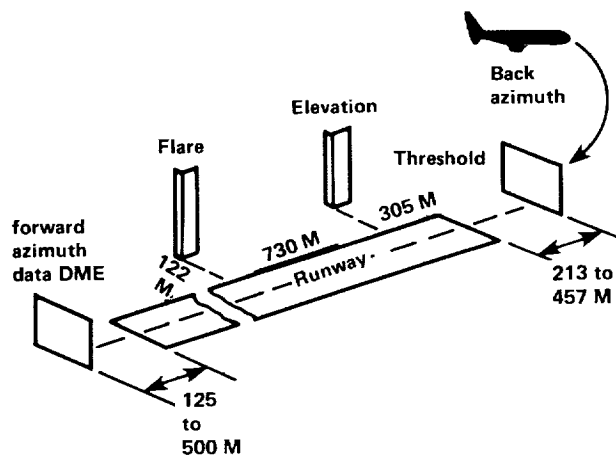 Back
azimuth
Elevation
Flare
Threshold
forward
azimuth
data DME
122
M.
730 M
305 M
Runway
213 to
457 M
125
to
500 M